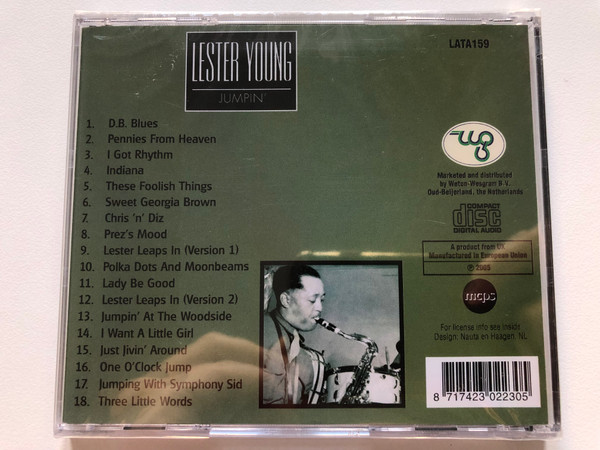 LESTER YOUNG
JUMPIN'
LATA159
1. D.B. Blues
2. Pennies From Heaven
3. I Got Rhythm
4. Indiana
5. These Foolish Things
6. Sweet Georgia Brown
7. Chris 'n' Diz
8. Prez's Mood
9. Lester Leaps In (Version 1)
10. Polka Dots And Moonbeams
11. Lady Be Good
12. Lester Leaps In (Version 2)
13. Jumpin' At The Woodside
14. I Want A Little Girl
15. Just Jivin' Around
16. One O'Clock Jump
17. Jumping With Symphony Sid
18. Three Little Words
wg
Marketed and distributed
by Weton-Wesgram B.V.
Oud-Beijerland, the Netherlands
COMPACT
disc
DIGITAL AUDIO
A product from UK
Manufactured in European Union
mcps
For license info see inside
Design: Nauta en Haagen, NL
8 717423 022305